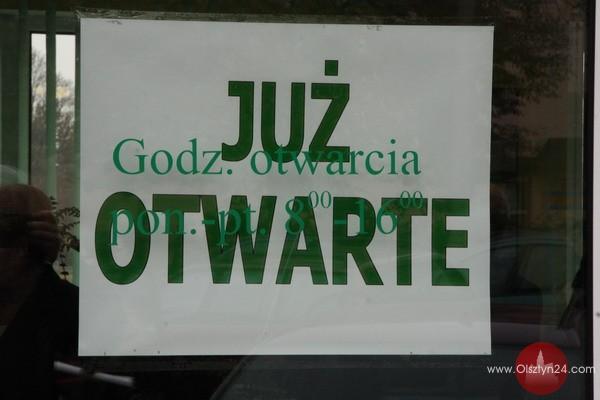 JUŻ
Godz. otwarcia
pon.-pt. 8⁰⁰-16⁰⁰
OTWARTE
www.Olsztyn24.com